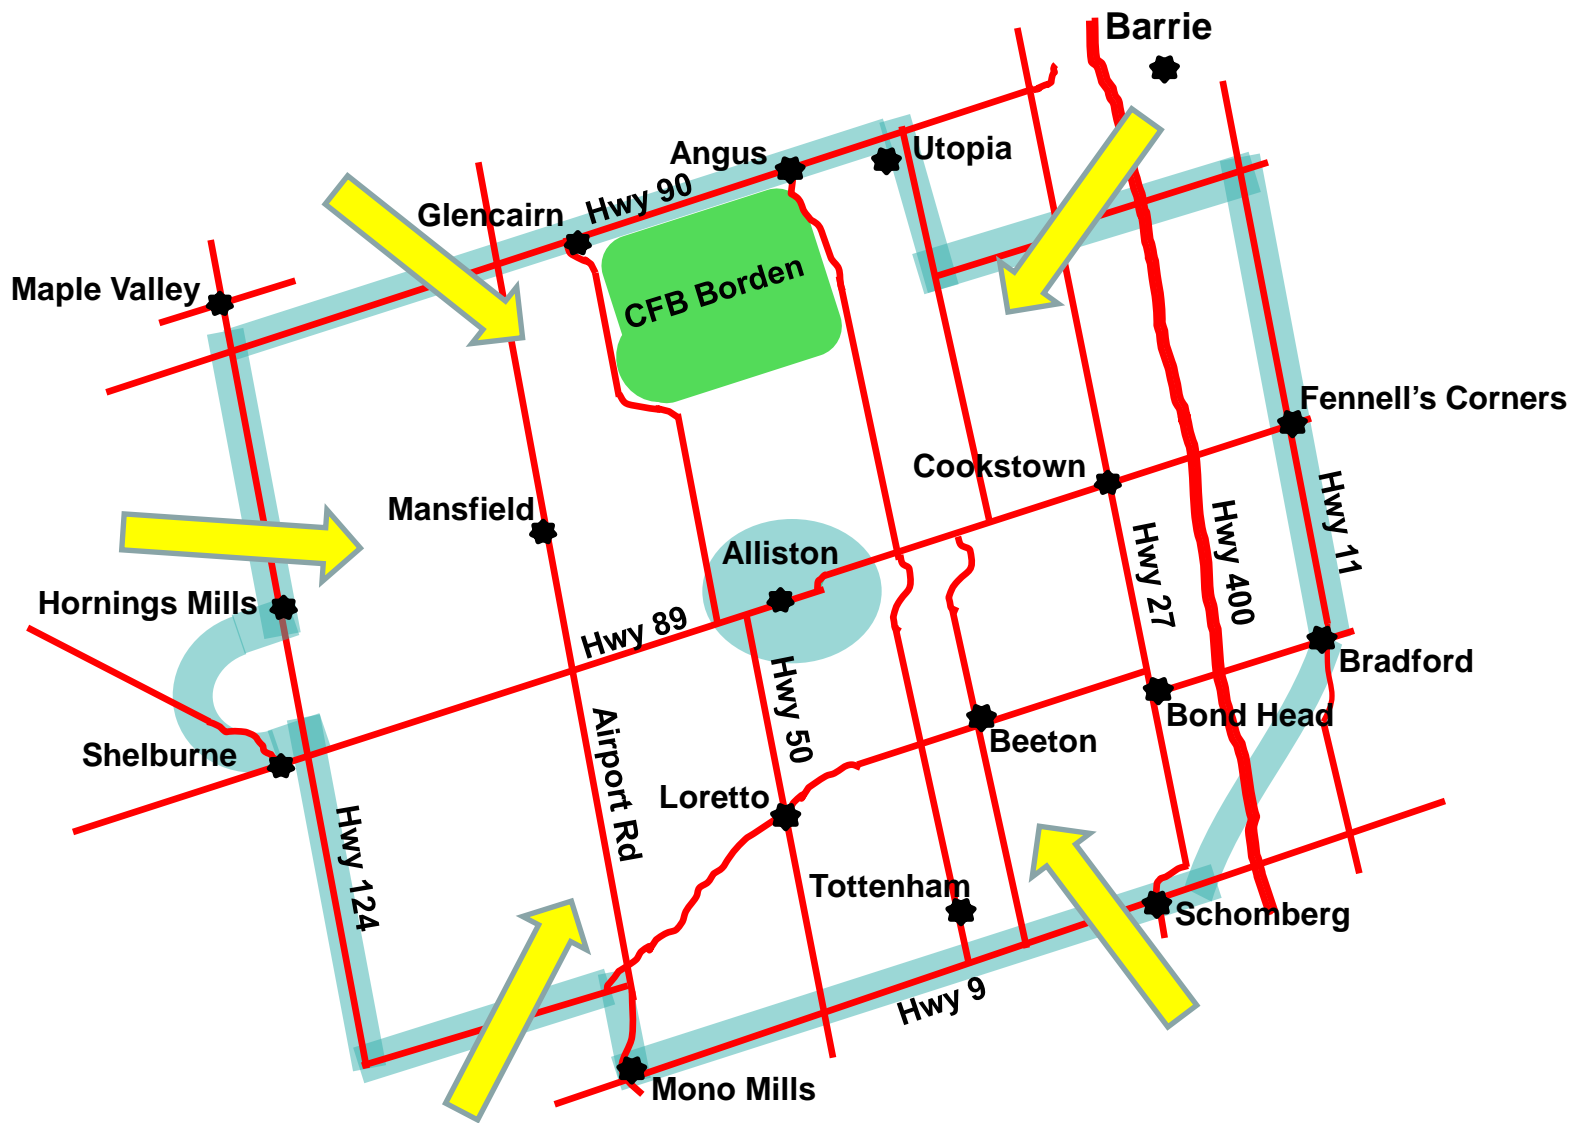 Barrie
Angus
Utopia
Hwy 90
Glencairn
CFB Borden
Maple Valley
Fennell’s Corners
Cookstown
Mansfield
Hwy 11
Hwy 400
Hwy 27
Alliston
Hornings Mills
Hwy 89
Bradford
Hwy 50
Bond Head
Beeton
Shelburne
Airport Rd
Loretto
Hwy 124
Tottenham
Schomberg
Hwy 9
Mono Mills